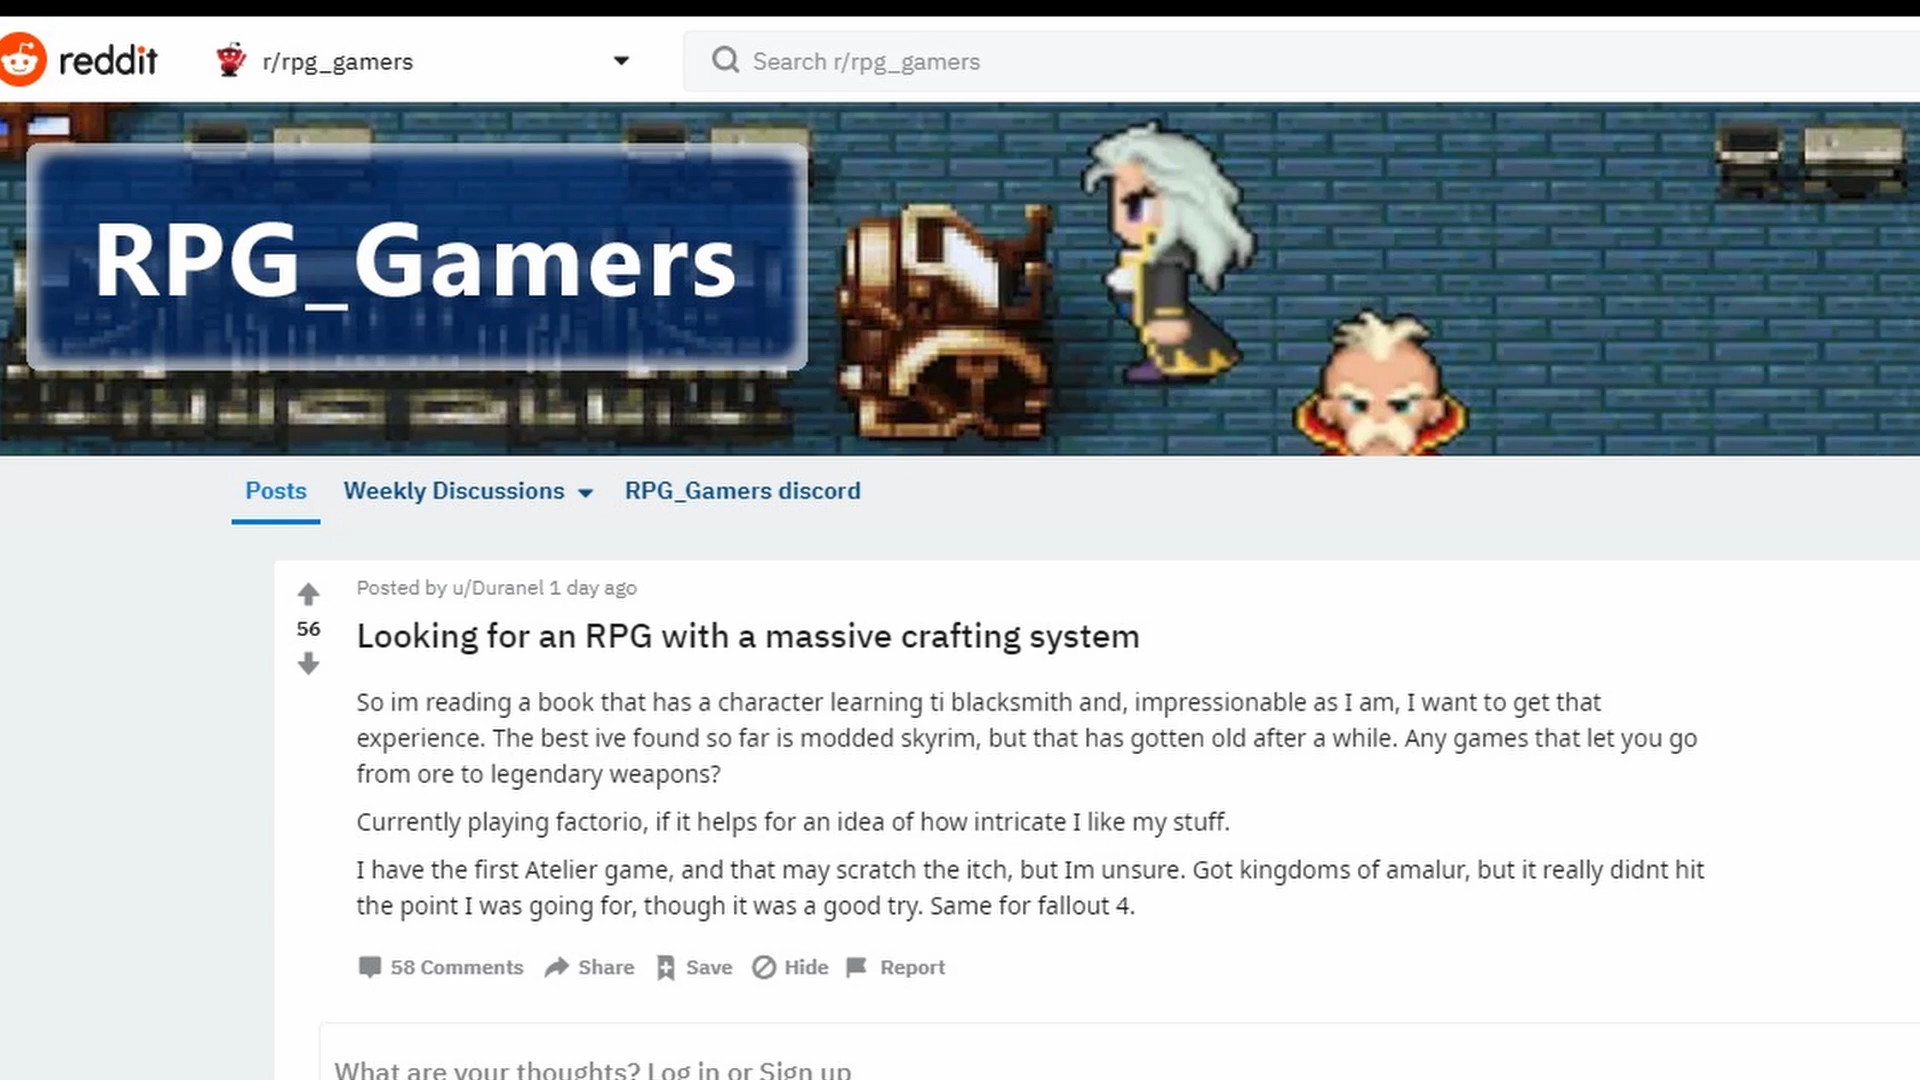 reddit r/rpg_gamers Search r/rpg_gamers
RPG_Gamers
Posts Weekly Discussions RPG_Gamers discord
Posted by u/Duranel 1 day ago
56
Looking for an RPG with a massive crafting system
So im reading a book that has a character learning ti blacksmith and, impressionable as I am, I want to get that
experience. The best ive found so far is modded skyrim, but that has gotten old after a while. Any games that let you go
from ore to legendary weapons?
Currently playing factorio, if it helps for an idea of how intricate I like my stuff.
I have the first Atelier game, and that may scratch the itch, but Im unsure. Got kingdoms of amalur, but it really didnt hit
the point I was going for, though it was a good try. Same for fallout 4.
58 Comments Share Save Hide Report
What are your thoughts? Log in or Sign up